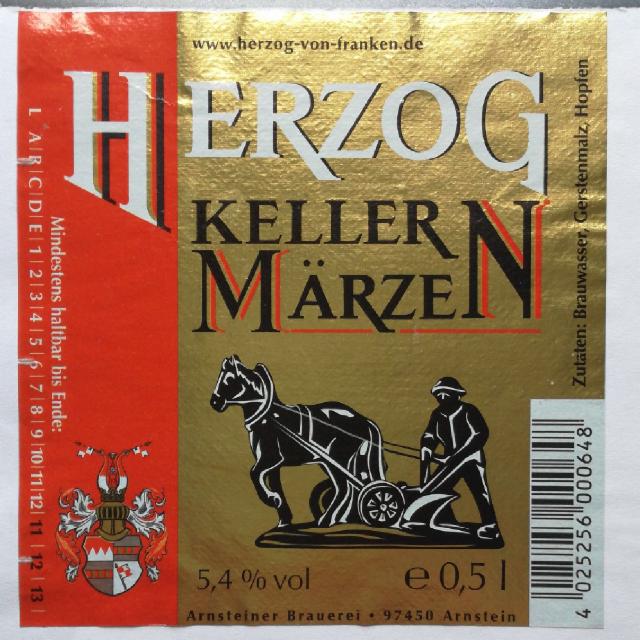 www.herzog-von-franken.de
HERZOG
KELLER
MÄRZEN
5,4 % vol
e 0,5 l
Arnsteiner Brauerei • 97450 Arnstein
Mindestens haltbar bis Ende:
L A|B|C|D|E 1|2|3|4|5|6|7|8|9|10|11|12| 11 | 12 | 13|
Zutaten: Brauwasser, Gerstenmalz, Hopfen
4 025256 000648